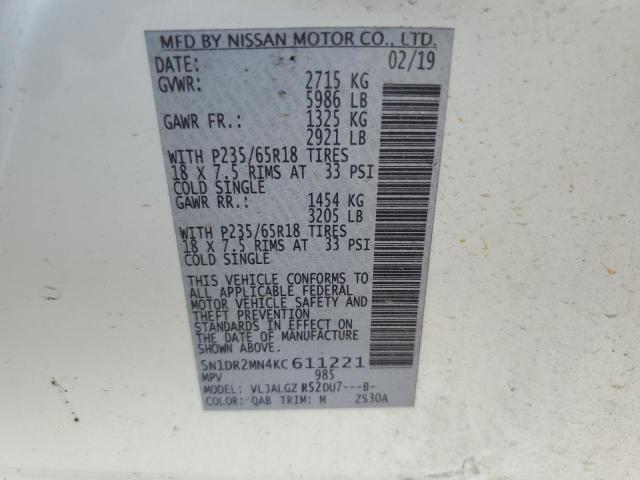 MFD BY NISSAN MOTOR CO., LTD.
DATE: 02/19
GVWR: 2715 KG
5986 LB
GAWR FR.: 1325 KG
2921 LB
WITH P235/65R18 TIRES
18 X 7.5 RIMS AT 33 PSI
COLD SINGLE
GAWR RR.: 1454 KG
3205 LB
WITH P235/65R18 TIRES
18 X 7.5 RIMS AT 33 PSI
COLD SINGLE
THIS VEHICLE CONFORMS TO
ALL APPLICABLE FEDERAL
MOTOR VEHICLE SAFETY AND
THEFT PREVENTION
STANDARDS IN EFFECT ON
THE DATE OF MANUFACTURE
SHOWN ABOVE.
5N1DR2MN4KC611221
MPV 985
MODEL: VLJALGZ R52DU7---B-
COLOR: QAB TRIM: M ZS30A